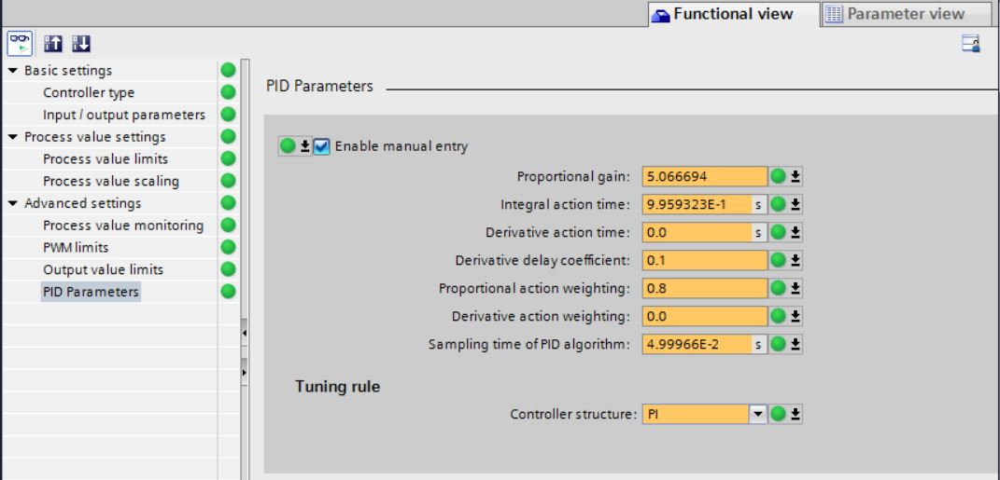 Functional view
Parameter view
Basic settings
Controller type
Input / output parameters
Process value settings
Process value limits
Process value scaling
Advanced settings
Process value monitoring
PWM limits
Output value limits
PID Parameters
PID Parameters
Enable manual entry
Proportional gain: 5.066694
Integral action time: 9.959323E-1 s
Derivative action time: 0.0 s
Derivative delay coefficient: 0.1
Proportional action weighting: 0.8
Derivative action weighting: 0.0
Sampling time of PID algorithm: 4.99966E-2 s
Tuning rule
Controller structure: PI